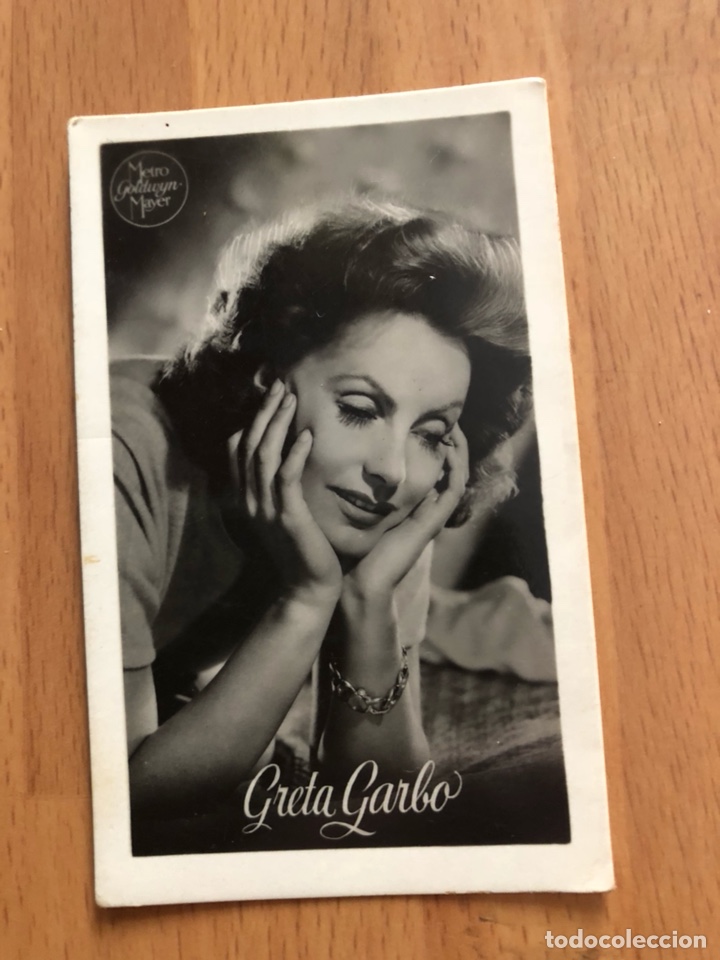 Metro
Goldwyn-
Mayer
Greta Garbo
todocoleccion